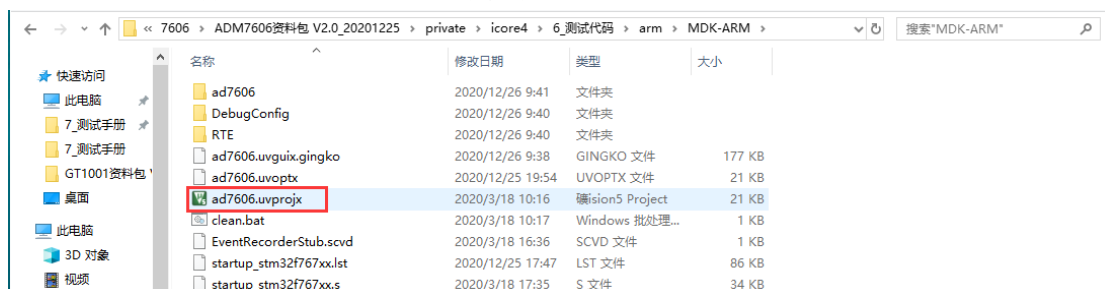 « 7606 › ADM7606资料包 V2.0_20201225 › private › icore4 › 6_测试代码 › arm › MDK-ARM ›
搜索"MDK-ARM"
快速访问
此电脑
7_测试手册
7_测试手册
GT1001资料包
桌面
此电脑
3D 对象
视频
名称 修改日期 类型 大小
ad7606 2020/12/26 9:41 文件夹
DebugConfig 2020/12/26 9:40 文件夹
RTE 2020/12/26 9:40 文件夹
ad7606.uvguix.gingko 2020/12/26 9:38 GINGKO 文件 177 KB
ad7606.uvoptx 2020/12/25 19:54 UVOPTX 文件 21 KB
ad7606.uvprojx 2020/3/18 10:16 礦ision5 Project 21 KB
clean.bat 2020/3/18 10:17 Windows 批处理... 1 KB
EventRecorderStub.scvd 2020/3/18 16:36 SCVD 文件 1 KB
startup_stm32f767xx.lst 2020/12/25 17:47 LST 文件 86 KB
startup_stm32f767xx.s 2020/3/18 17:35 S 文件 34 KB